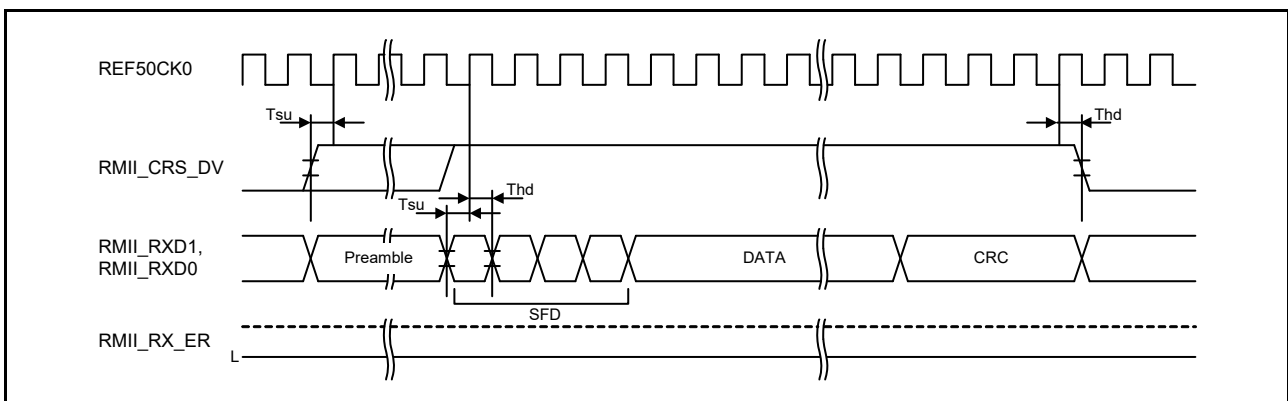 REF50CK0
Tsu
Thd
RMII_CRS_DV
Tsu
Thd
RMII_RXD1,
RMII_RXD0
Preamble
DATA
CRC
SFD
RMII_RX_ER
L